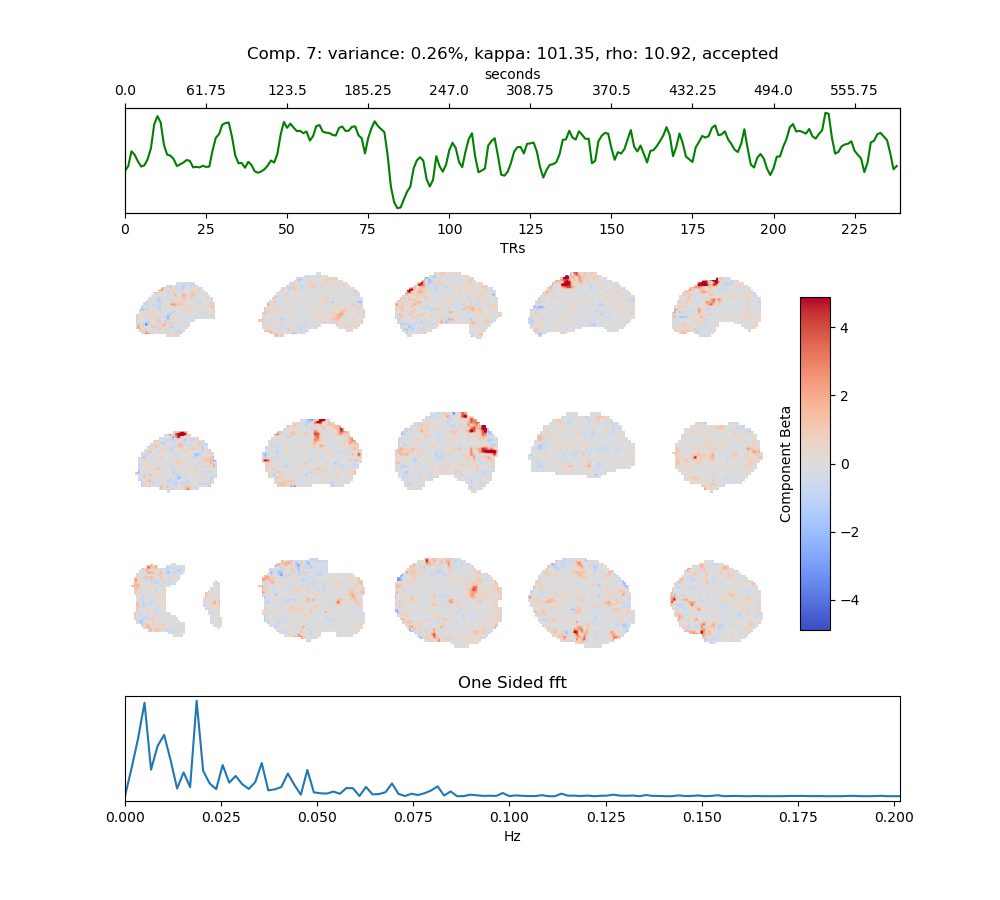 Comp. 7: variance: 0.26%, kappa: 101.35, rho: 10.92, accepted
seconds
0.0 61.75 123.5 185.25 247.0 308.75 370.5 432.25 494.0 555.75
0 25 50 75 100 125 150 175 200 225
TRs
4
2
0
−2
−4
Component Beta
One Sided fft
0.000 0.025 0.050 0.075 0.100 0.125 0.150 0.175 0.200
Hz